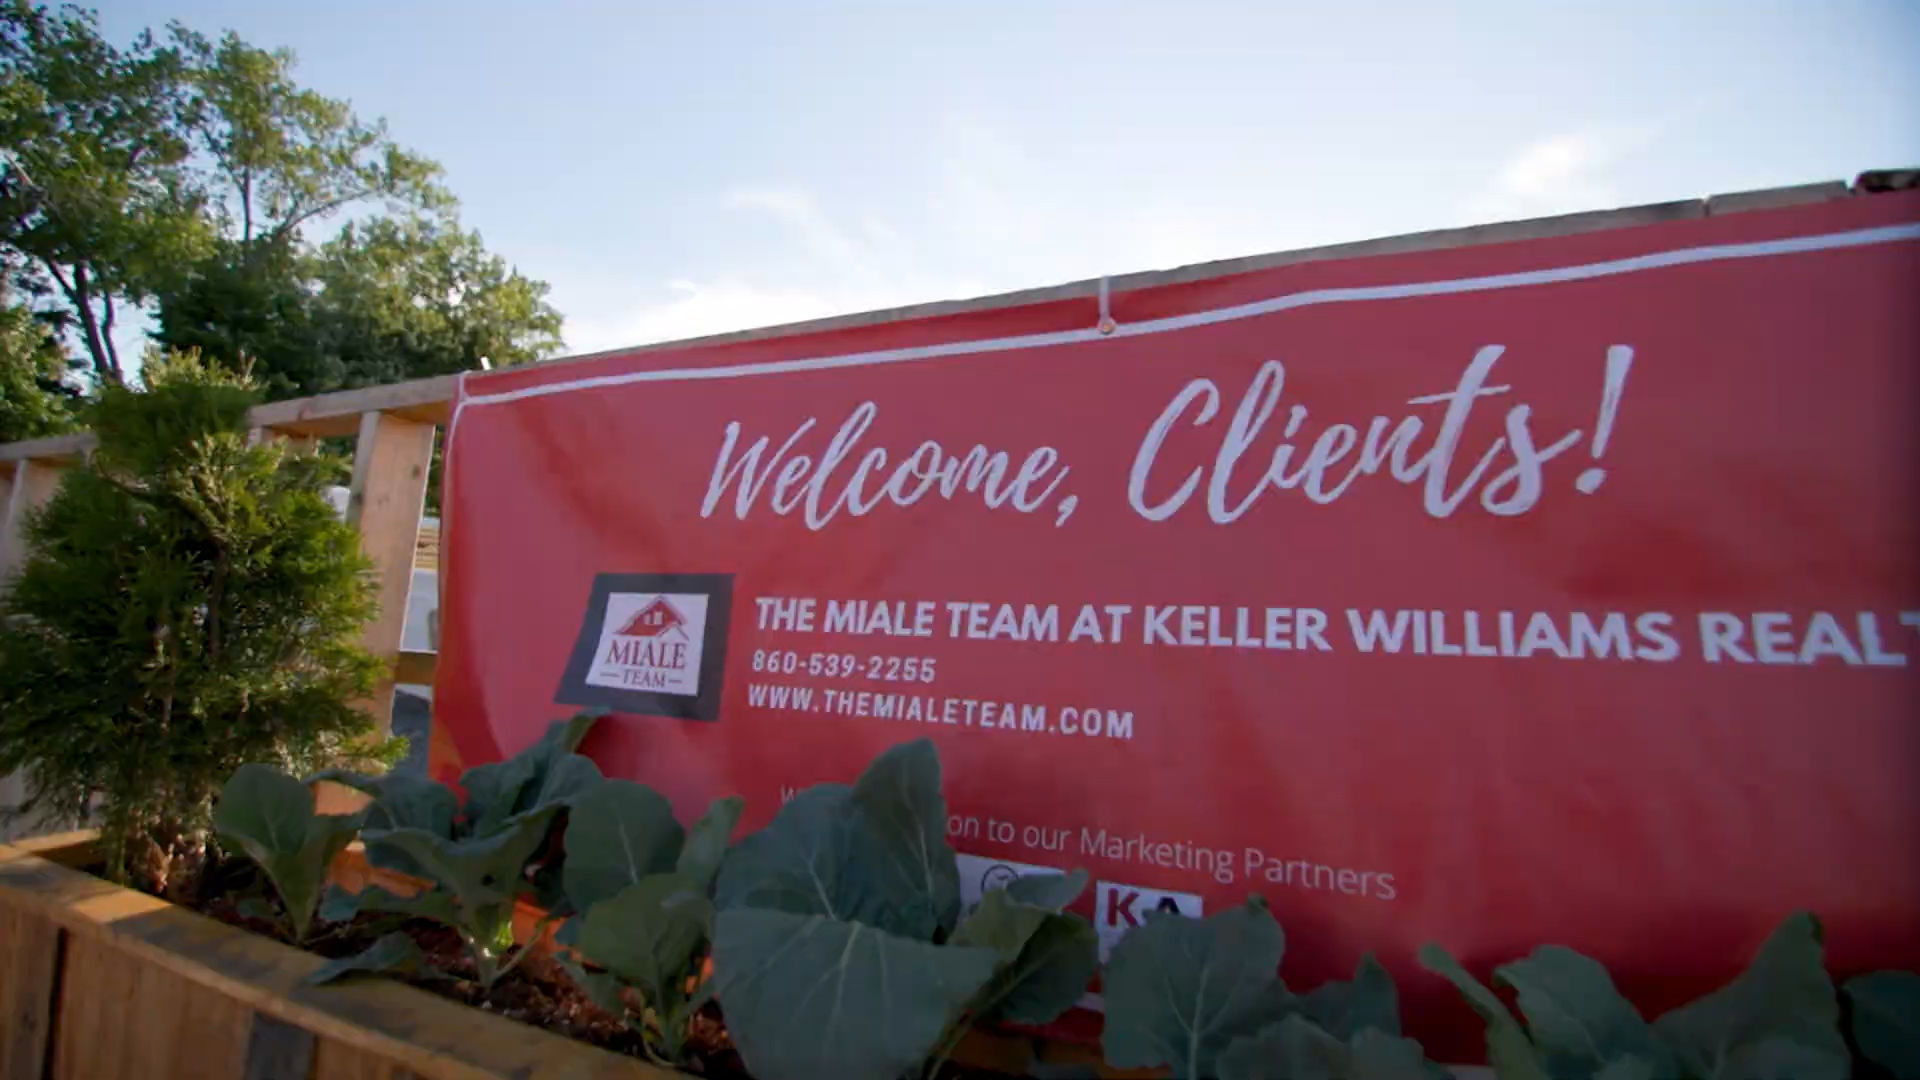 Welcome, Clients!
MIALE
TEAM
THE MIALE TEAM AT KELLER WILLIAMS REALT
860-539-2255
WWW.THEMIALETEAM.COM
on to our Marketing Partners